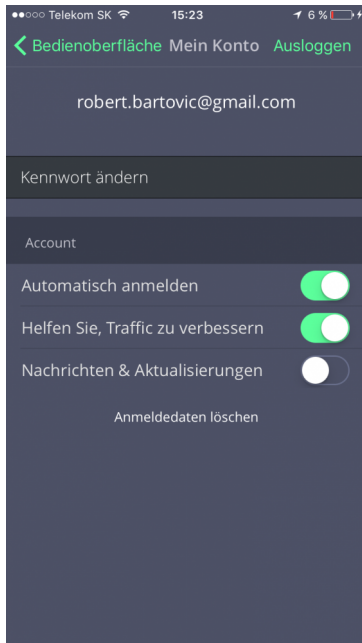 Telekom SK 15:23 6 %
Bedienoberfläche Mein Konto Ausloggen
robert.bartovic@gmail.com
Kennwort ändern
Account
Automatisch anmelden
Helfen Sie, Traffic zu verbessern
Nachrichten & Aktualisierungen
Anmeldedaten löschen